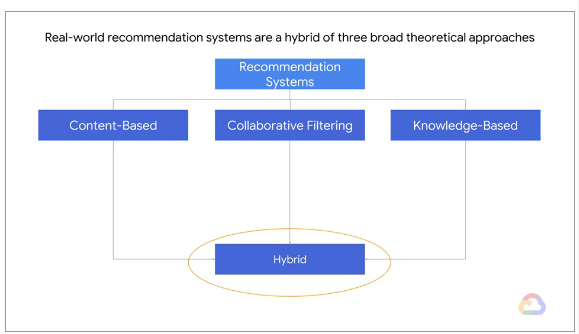 Real-world recommendation systems are a hybrid of three broad theoretical approaches
Recommendation
Systems
Content-Based
Collaborative Filtering
Knowledge-Based
Hybrid